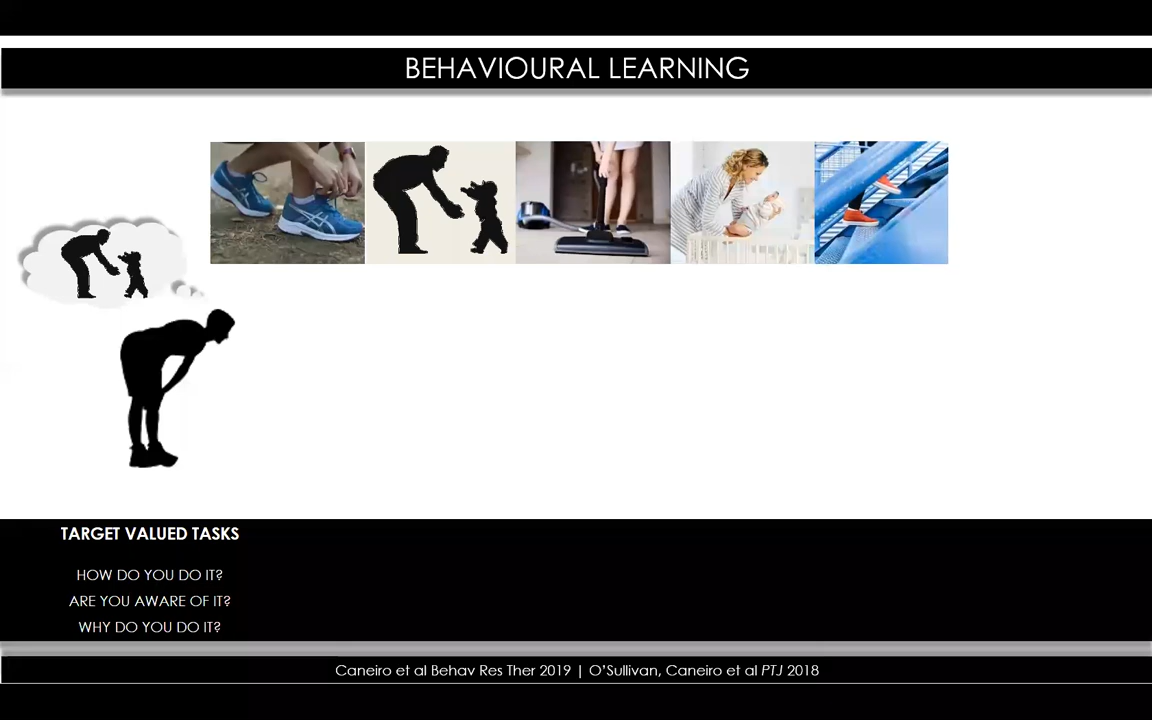 BEHAVIOURAL LEARNING
TARGET VALUED TASKS
HOW DO YOU DO IT?
ARE YOU AWARE OF IT?
WHY DO YOU DO IT?
Caneiro et al Behav Res Ther 2019 | O'Sullivan, Caneiro et al PTJ 2018